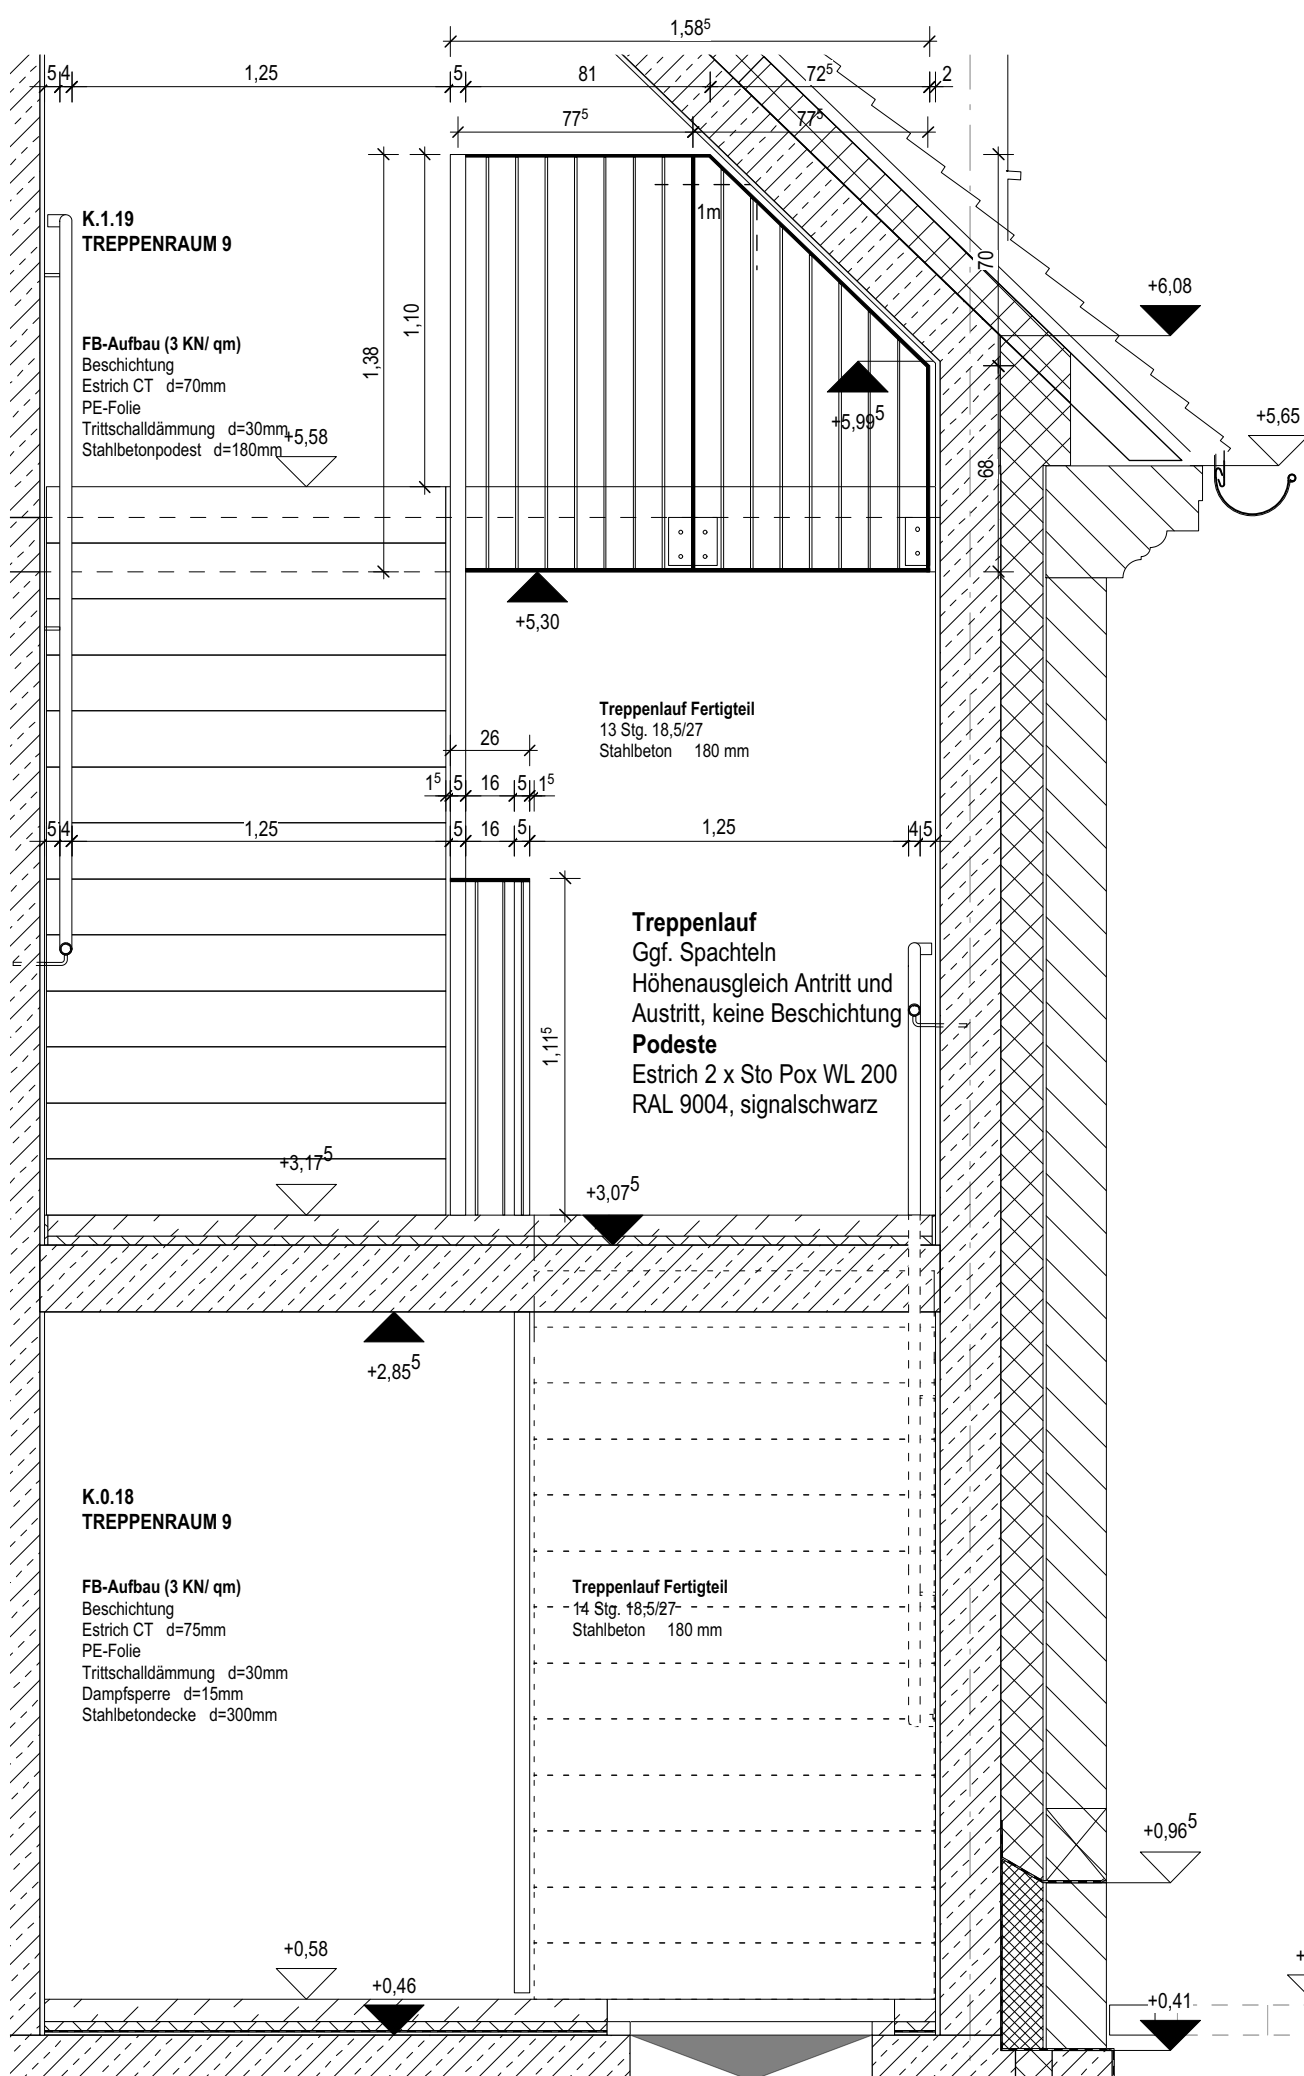 1,58⁵
5 4 1,25 5 81 72⁵ 2
77⁵ 77⁵
K.1.19
TREPPENRAUM 9
1m
70
+6,08
1,10
1,38
FB-Aufbau (3 KN/ qm)
Beschichtung
Estrich CT d=70mm
PE-Folie
Trittschalldämmung d=30mm
Stahlbetonpodest d=180mm
+5,58
+5,99⁵
+5,65
68
+5,30
Treppenlauf Fertigteil
13 Stg. 18,5/27
Stahlbeton 180 mm
26
1⁵ 5 16 5 1⁵
5 4 1,25 5 16 5 1,25 4 5
Treppenlauf
Ggf. Spachteln
Höhenausgleich Antritt und
Austritt, keine Beschichtung
Podeste
Estrich 2 x Sto Pox WL 200
RAL 9004, signalschwarz
1,11⁵
+3,17⁵
+3,07⁵
+2,85⁵
K.0.18
TREPPENRAUM 9
FB-Aufbau (3 KN/ qm)
Beschichtung
Estrich CT d=75mm
PE-Folie
Trittschalldämmung d=30mm
Dampfsperre d=15mm
Stahlbetondecke d=300mm
Treppenlauf Fertigteil
14 Stg. 18,5/27
Stahlbeton 180 mm
+0,96⁵
+0,58
+0,46
+0,41
+